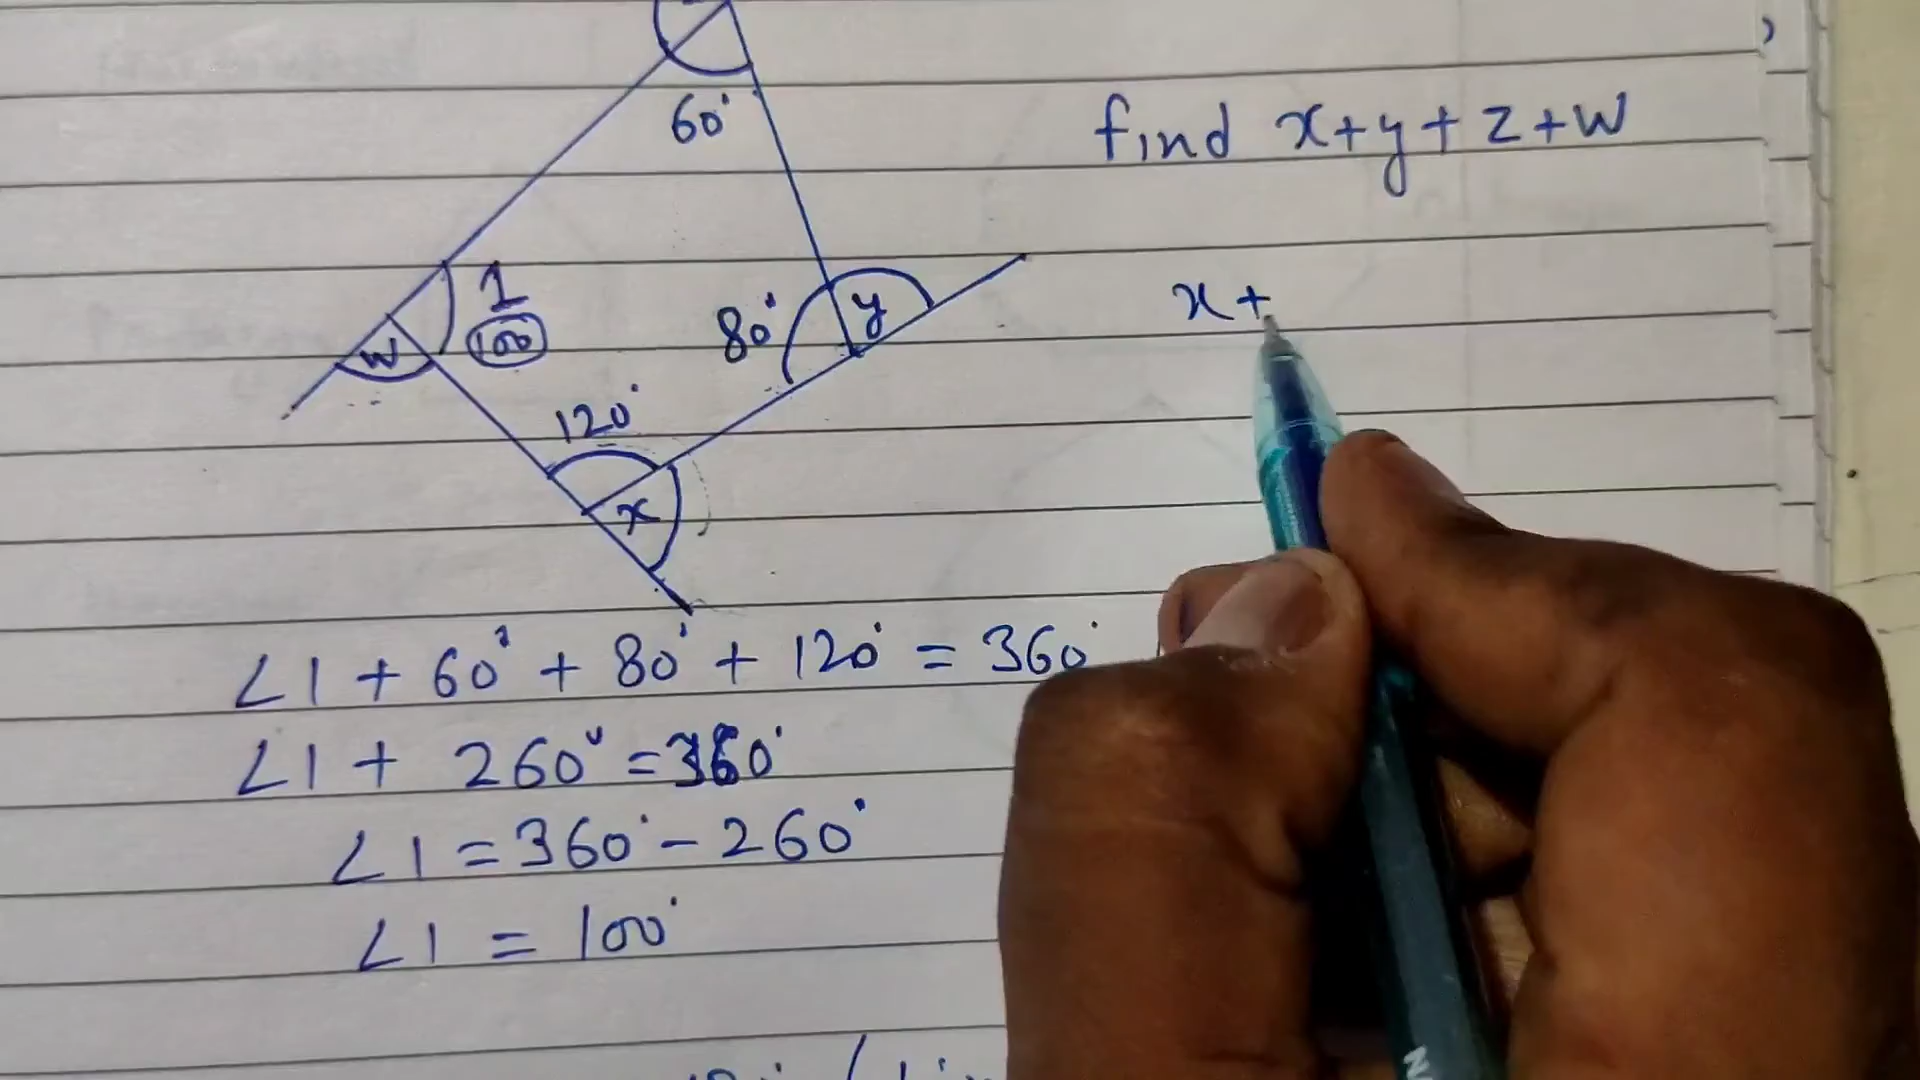 60°
find x+y+z+w
1
100
80°
y
w
x+
120°
x
∠1 + 60° + 80° + 120° = 360°
∠1 + 260° = 360°
∠1 = 360° - 260°
∠1 = 100°